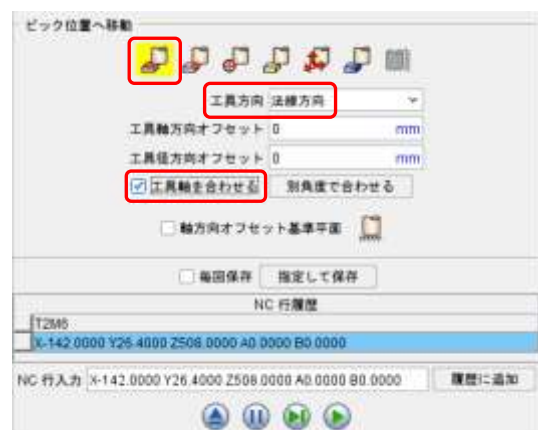 ピック位置へ移動
工具方向 法線方向
工具軸方向オフセット 0 mm
工具径方向オフセット 0 mm
工具軸を合わせる 別角度で合わせる
軸方向オフセット基準平面
毎回保存 指定して保存
NC 行履歴
T2M6
X-142.0000 Y26.4000 Z508.0000 A0.0000 B0.0000
NC 行入力 X-142.0000 Y26.4000 Z508.0000 A0.0000 B0.0000 履歴に追加